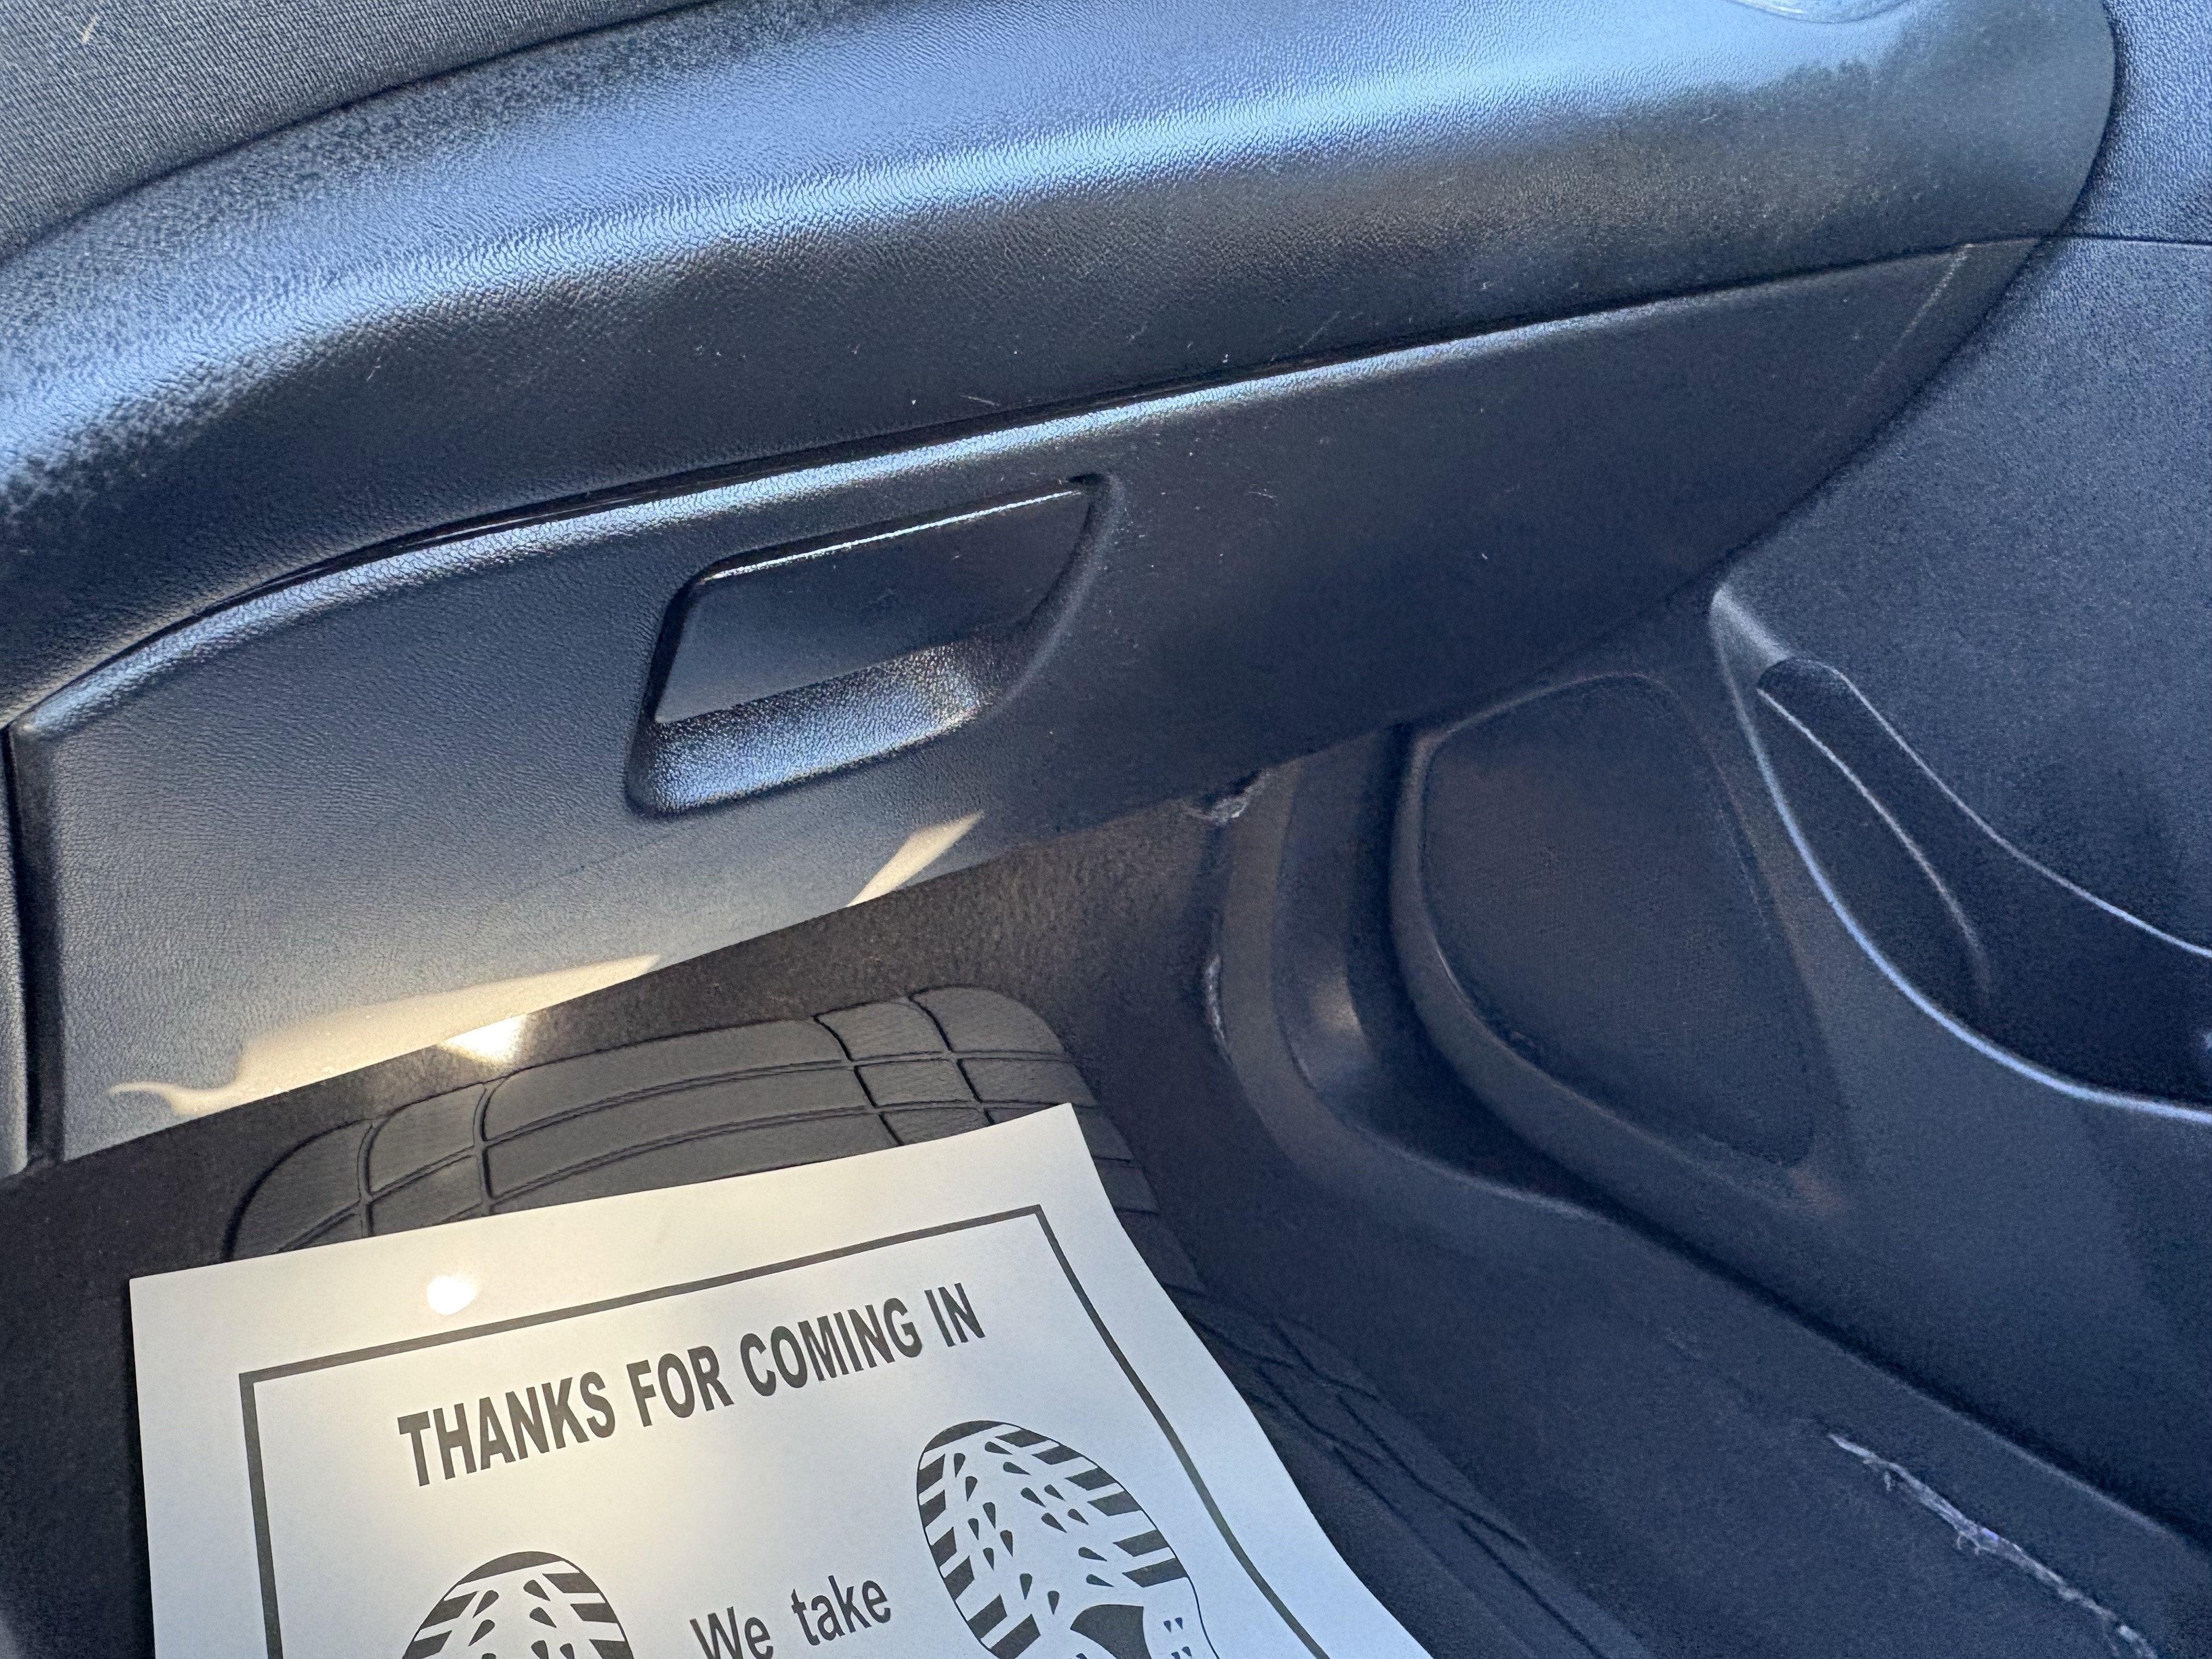 THANKS FOR COMING IN
We take